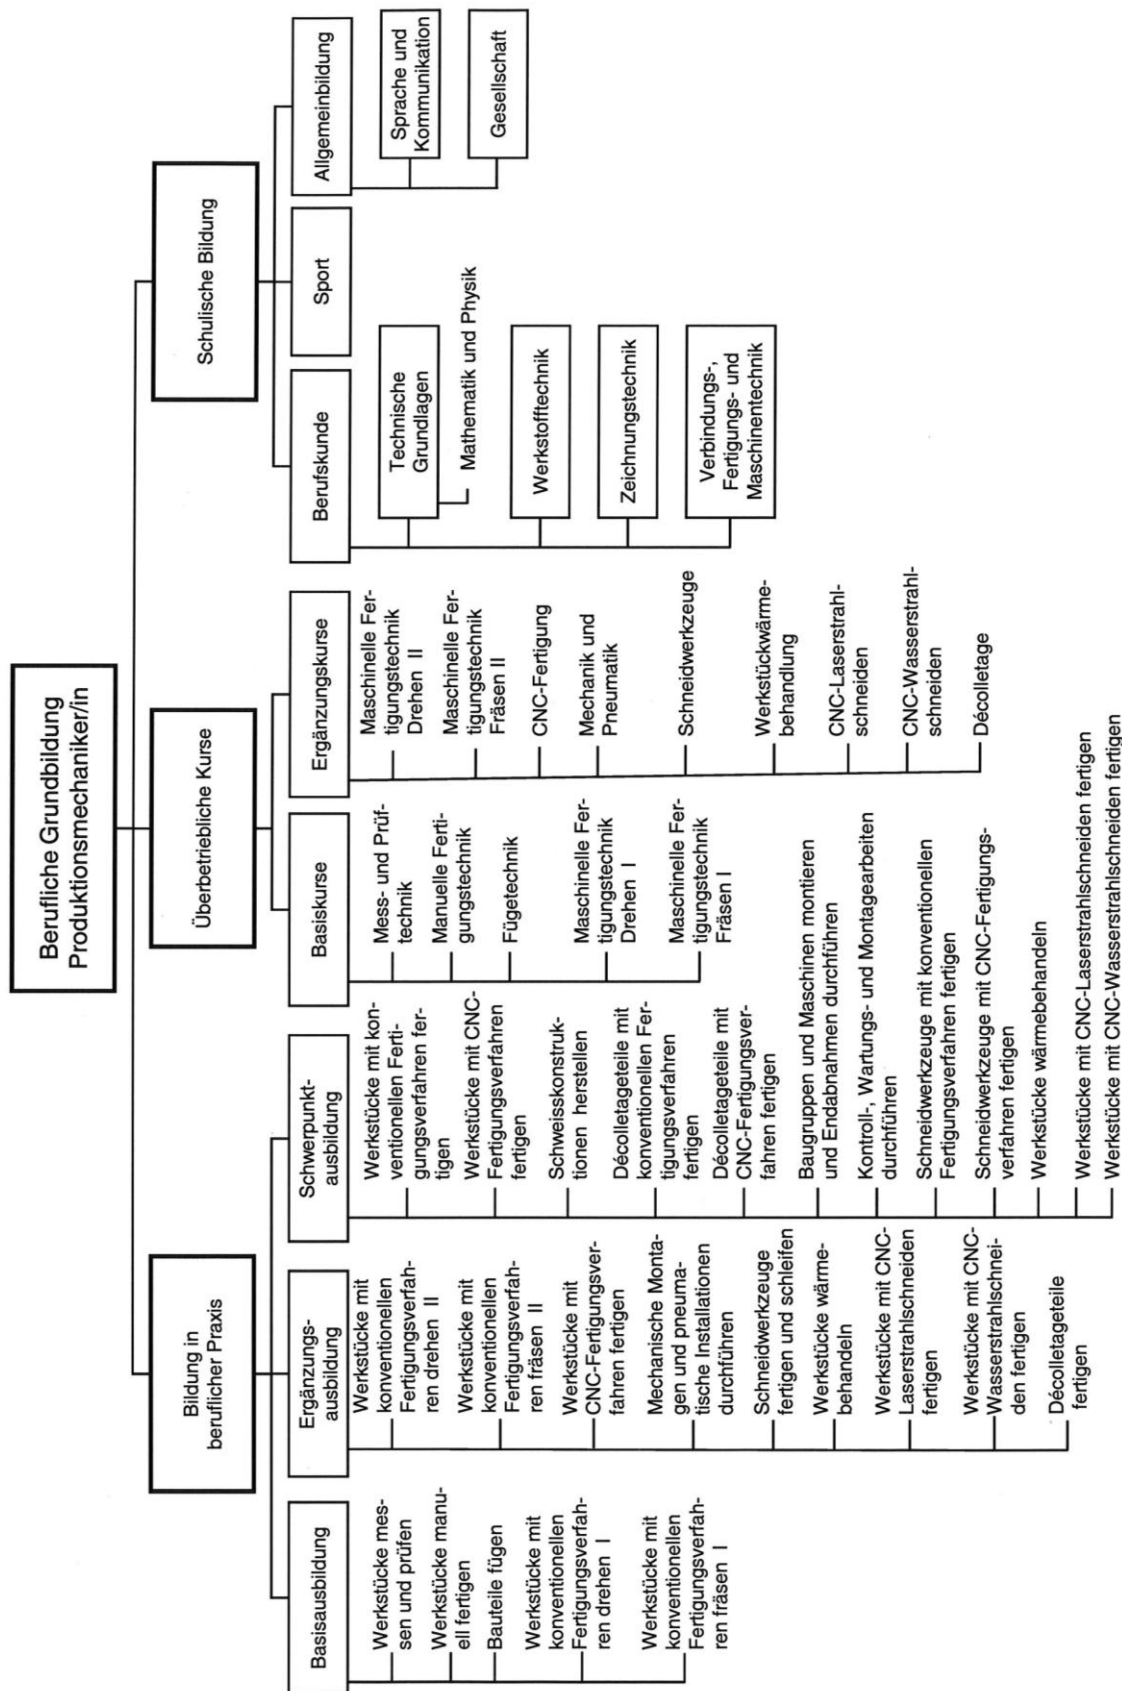 Berufliche Grundbildung
Produktionsmechaniker/in
Bildung in
beruflicher Praxis
Überbetriebliche Kurse
Schulische Bildung
Basisausbildung
Ergänzungs-
ausbildung
Schwerpunkt-
ausbildung
Basiskurse
Ergänzungskurse
Berufskunde
Sport
Allgemeinbildung
Werkstücke mes-
sen und prüfen
Werkstücke manu-
ell fertigen
Bauteile fügen
Werkstücke mit
konventionellen
Fertigungsverfah-
ren drehen I
Werkstücke mit
konventionellen
Fertigungsverfah-
ren fräsen I
Werkstücke mit
konventionellen
Fertigungsverfah-
ren drehen II
Werkstücke mit
konventionellen
Fertigungsverfah-
ren fräsen II
Werkstücke mit
CNC-Fertigungsver-
fahren fertigen
Mechanische Monta-
gen und pneuma-
tische Installationen
durchführen
Schneidwerkzeuge
fertigen und schleifen
Werkstücke wärme-
behandeln
Werkstücke mit CNC-
Laserstrahlschneiden
fertigen
Werkstücke mit CNC-
Wasserstrahlschnei-
den fertigen
Décolletageteile
fertigen
Werkstücke mit kon-
ventionellen Ferti-
gungsverfahren fer-
tigen
Werkstücke mit CNC-
Fertigungsverfahren
fertigen
Schweisskonstruk-
tionen herstellen
Décolletageteile mit
konventionellen Fer-
tigungsverfahren
fertigen
Décolletageteile mit
CNC-Fertigungsver-
fahren fertigen
Baugruppen und Maschinen montieren
und Endabnahmen durchführen
Kontroll-, Wartungs- und Montagearbeiten
durchführen
Schneidwerkzeuge mit konventionellen
Fertigungsverfahren fertigen
Schneidwerkzeuge mit CNC-Fertigungs-
verfahren fertigen
Werkstücke wärmebehandeln
Werkstücke mit CNC-Laserstrahlschneiden fertigen
Werkstücke mit CNC-Wasserstrahlschneiden fertigen
Mess- und Prüf-
technik
Manuelle Ferti-
gungstechnik
Fügetechnik
Maschinelle Fer-
tigungstechnik
Drehen I
Maschinelle Fer-
tigungstechnik
Fräsen I
Maschinelle Fer-
tigungstechnik
Drehen II
Maschinelle Fer-
tigungstechnik
Fräsen II
CNC-Fertigung
Mechanik und
Pneumatik
Schneidwerkzeuge
Werkstückwärme-
behandlung
CNC-Laserstrahl-
schneiden
CNC-Wasserstrahl-
schneiden
Décolletage
Technische
Grundlagen
Mathematik und Physik
Werkstofftechnik
Zeichnungstechnik
Verbindungs-,
Fertigungs- und
Maschinentechnik
Sprache und
Kommunikation
Gesellschaft